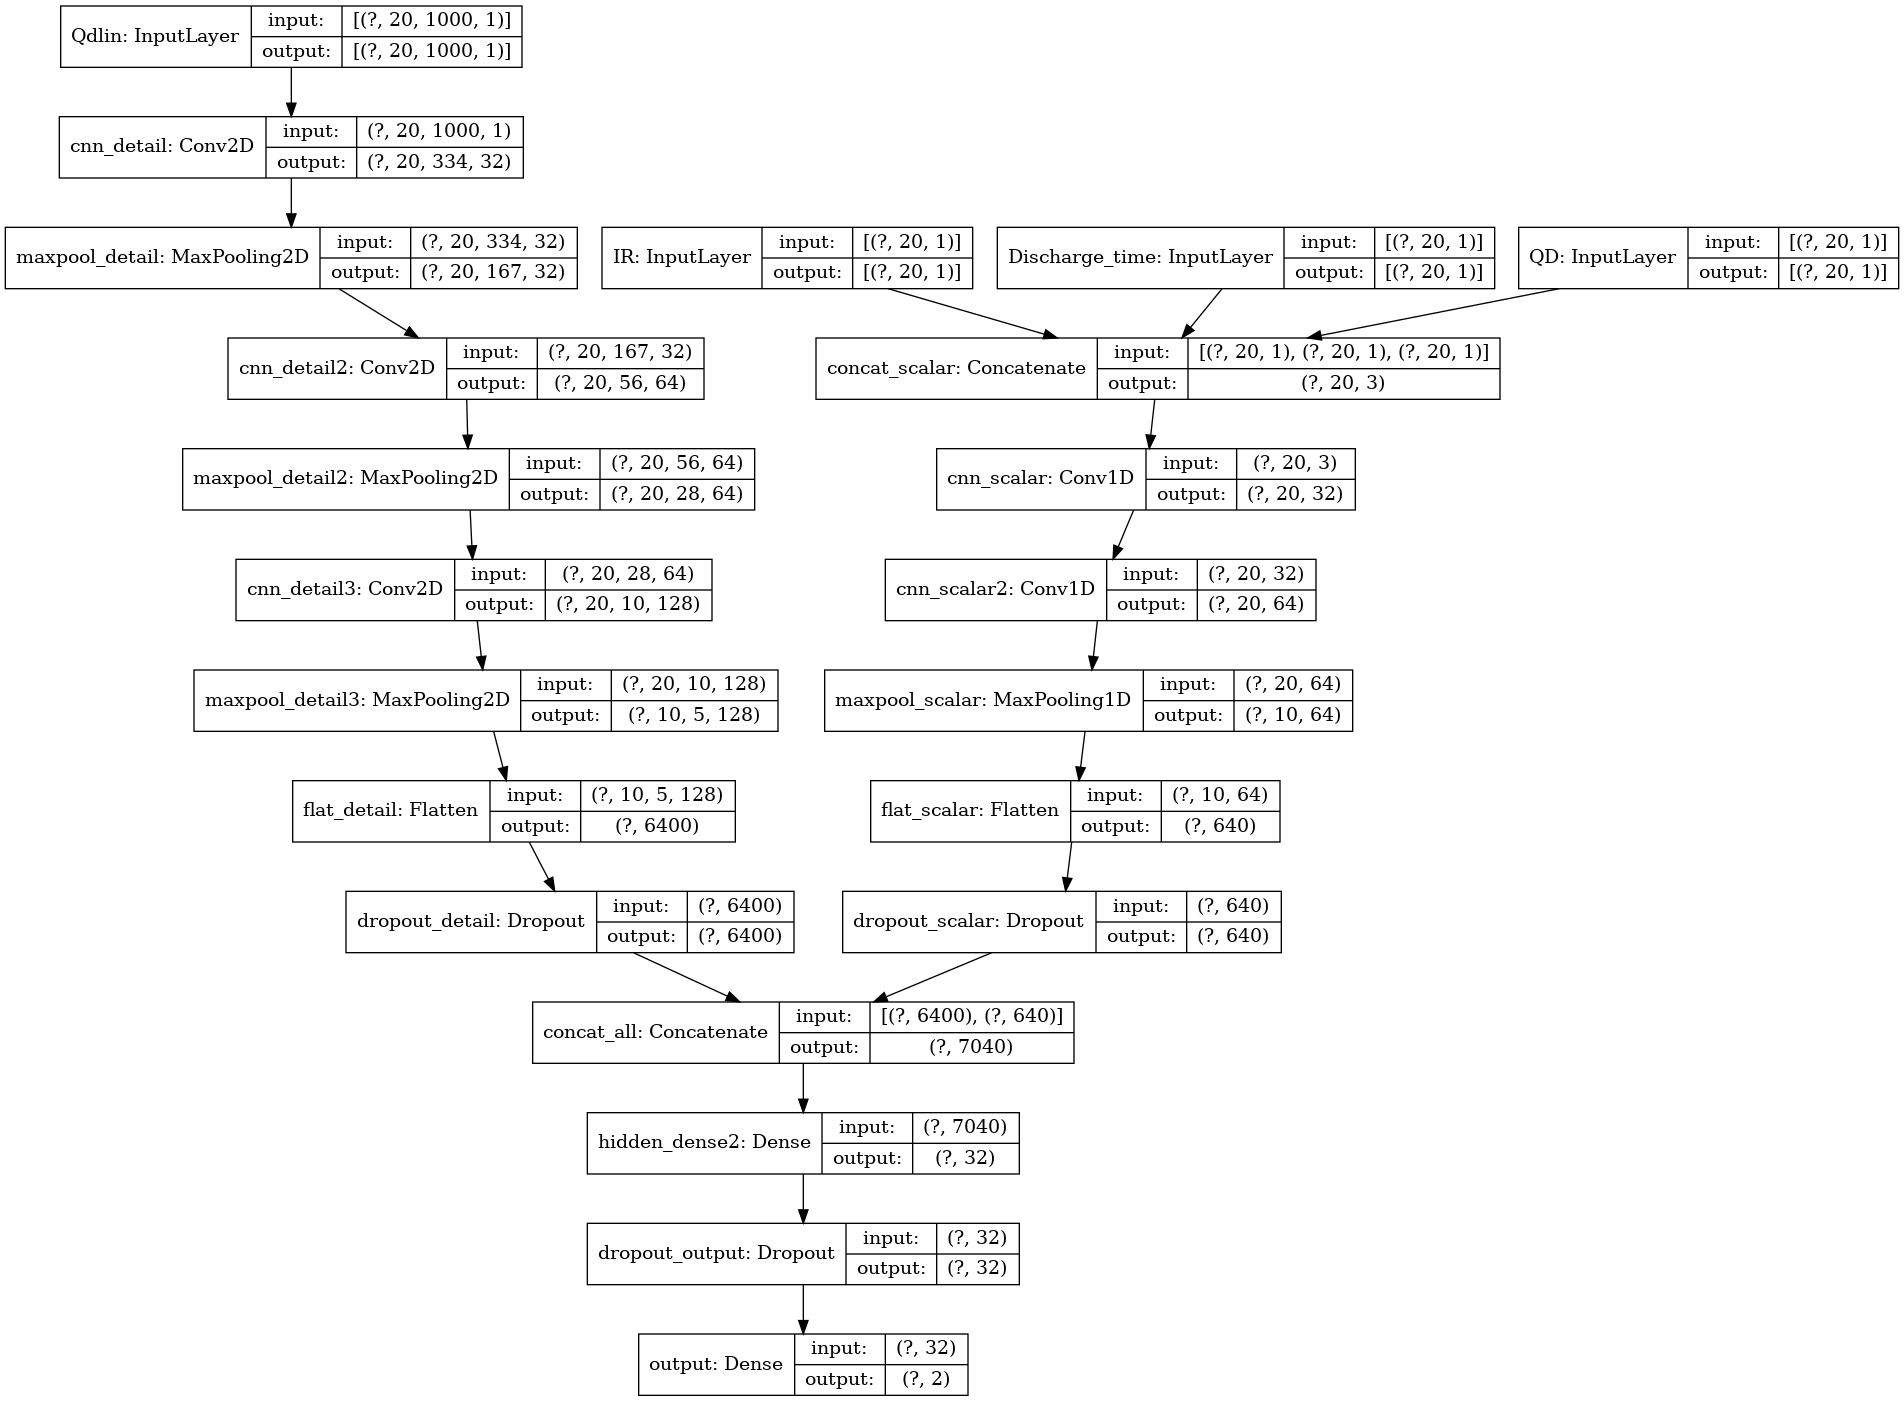 Qdlin: InputLayer
input: [(?, 20, 1000, 1)]
output: [(?, 20, 1000, 1)]
cnn_detail: Conv2D
input: (?, 20, 1000, 1)
output: (?, 20, 334, 32)
maxpool_detail: MaxPooling2D
input: (?, 20, 334, 32)
output: (?, 20, 167, 32)
IR: InputLayer
input: [(?, 20, 1)]
output: [(?, 20, 1)]
Discharge_time: InputLayer
input: [(?, 20, 1)]
output: [(?, 20, 1)]
QD: InputLayer
input: [(?, 20, 1)]
output: [(?, 20, 1)]
cnn_detail2: Conv2D
input: (?, 20, 167, 32)
output: (?, 20, 56, 64)
concat_scalar: Concatenate
input: [(?, 20, 1), (?, 20, 1), (?, 20, 1)]
output: (?, 20, 3)
maxpool_detail2: MaxPooling2D
input: (?, 20, 56, 64)
output: (?, 20, 28, 64)
cnn_scalar: Conv1D
input: (?, 20, 3)
output: (?, 20, 32)
cnn_detail3: Conv2D
input: (?, 20, 28, 64)
output: (?, 20, 10, 128)
cnn_scalar2: Conv1D
input: (?, 20, 32)
output: (?, 20, 64)
maxpool_detail3: MaxPooling2D
input: (?, 20, 10, 128)
output: (?, 10, 5, 128)
maxpool_scalar: MaxPooling1D
input: (?, 20, 64)
output: (?, 10, 64)
flat_detail: Flatten
input: (?, 10, 5, 128)
output: (?, 6400)
flat_scalar: Flatten
input: (?, 10, 64)
output: (?, 640)
dropout_detail: Dropout
input: (?, 6400)
output: (?, 6400)
dropout_scalar: Dropout
input: (?, 640)
output: (?, 640)
concat_all: Concatenate
input: [(?, 6400), (?, 640)]
output: (?, 7040)
hidden_dense2: Dense
input: (?, 7040)
output: (?, 32)
dropout_output: Dropout
input: (?, 32)
output: (?, 32)
output: Dense
input: (?, 32)
output: (?, 2)